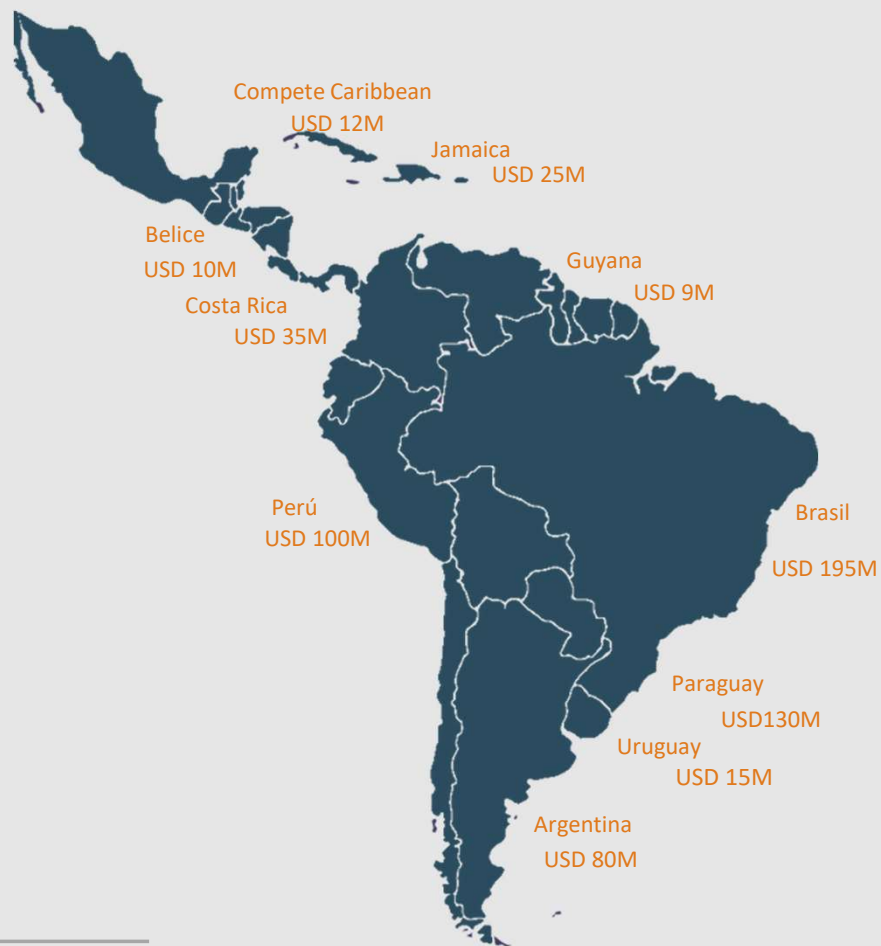 Compete Caribbean
USD 12M
Jamaica
USD 25M
Belice
USD 10M
Guyana
USD 9M
Costa Rica
USD 35M
Perú
USD 100M
Brasil
USD 195M
Paraguay
USD130M
Uruguay
USD 15M
Argentina
USD 80M